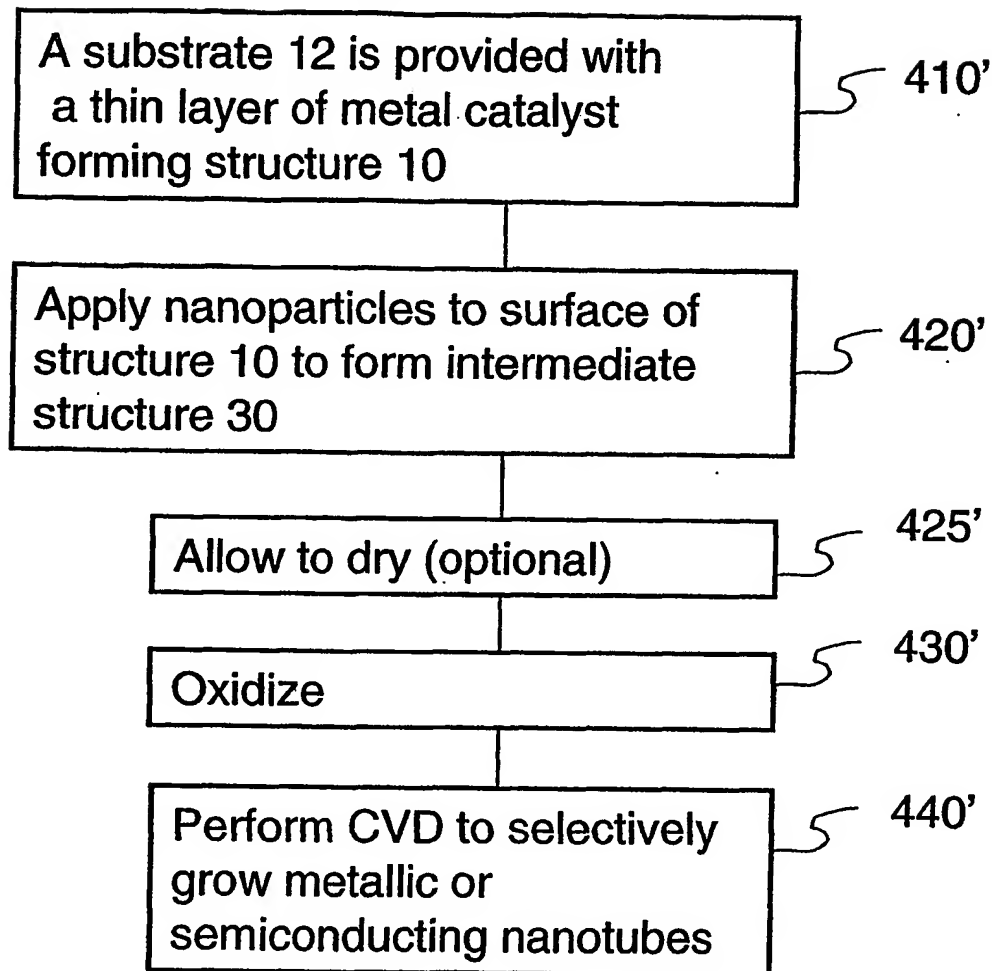 A substrate 12 is provided with
a thin layer of metal catalyst
forming structure 10
410’
Apply nanoparticles to surface of
structure 10 to form intermediate
structure 30
420’
Allow to dry (optional)
425’
Oxidize
430’
Perform CVD to selectively
grow metallic or
semiconducting nanotubes
440’